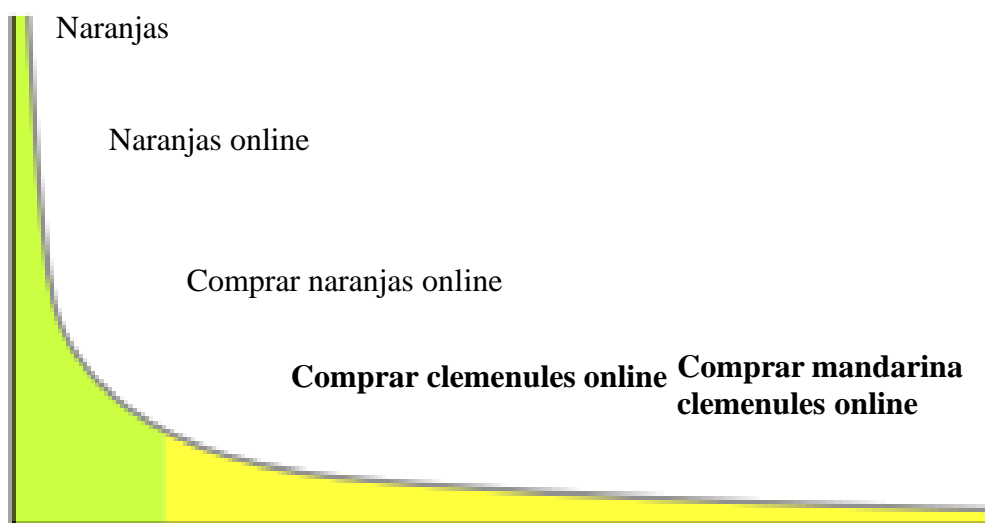 Naranjas
Naranjas online
Comprar naranjas online
Comprar clemenules online
Comprar mandarina
clemenules online